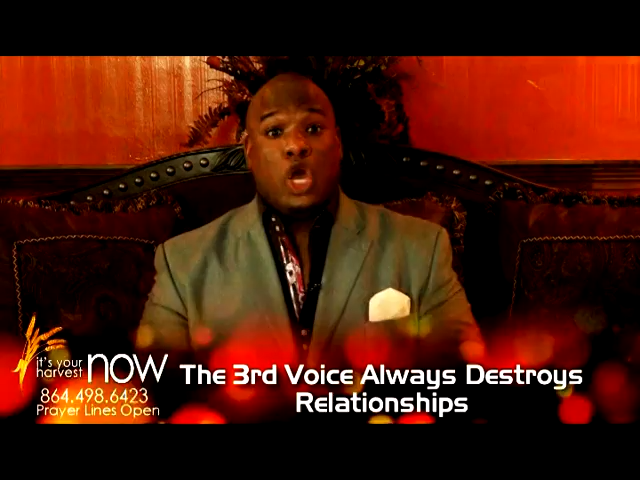 it's your
harvest NOW
864.498.6423
Prayer Lines Open
The 3rd Voice Always Destroys
Relationships